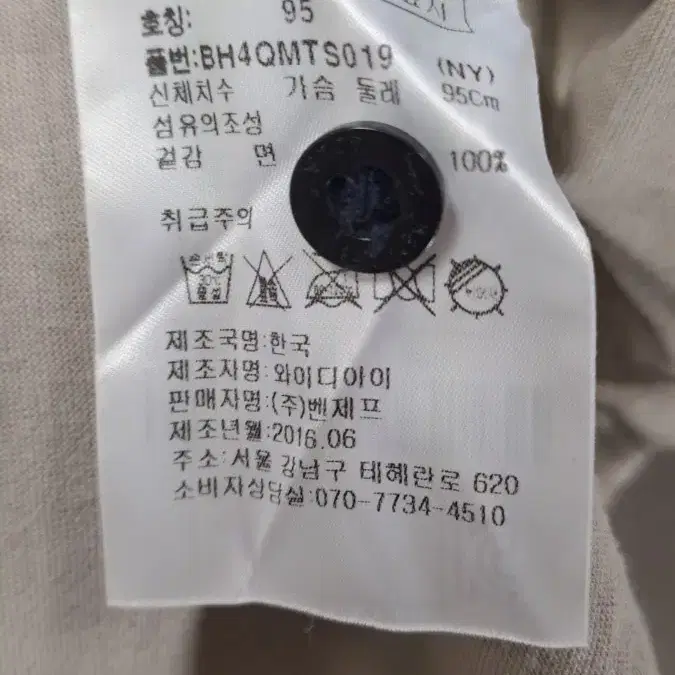 호칭: 95
품번:BH4QMTS019 (NY)
신체치수 가슴 둘레 95Cm
섬유의조성
겉감 면 100%
취급주의
제조국명:한국
제조자명:와이디아이
판매자명:(주)벤제프
제조년월:2016.06
주소:서울 강남구 테헤란로 620
소비자상담실:070-7734-4510